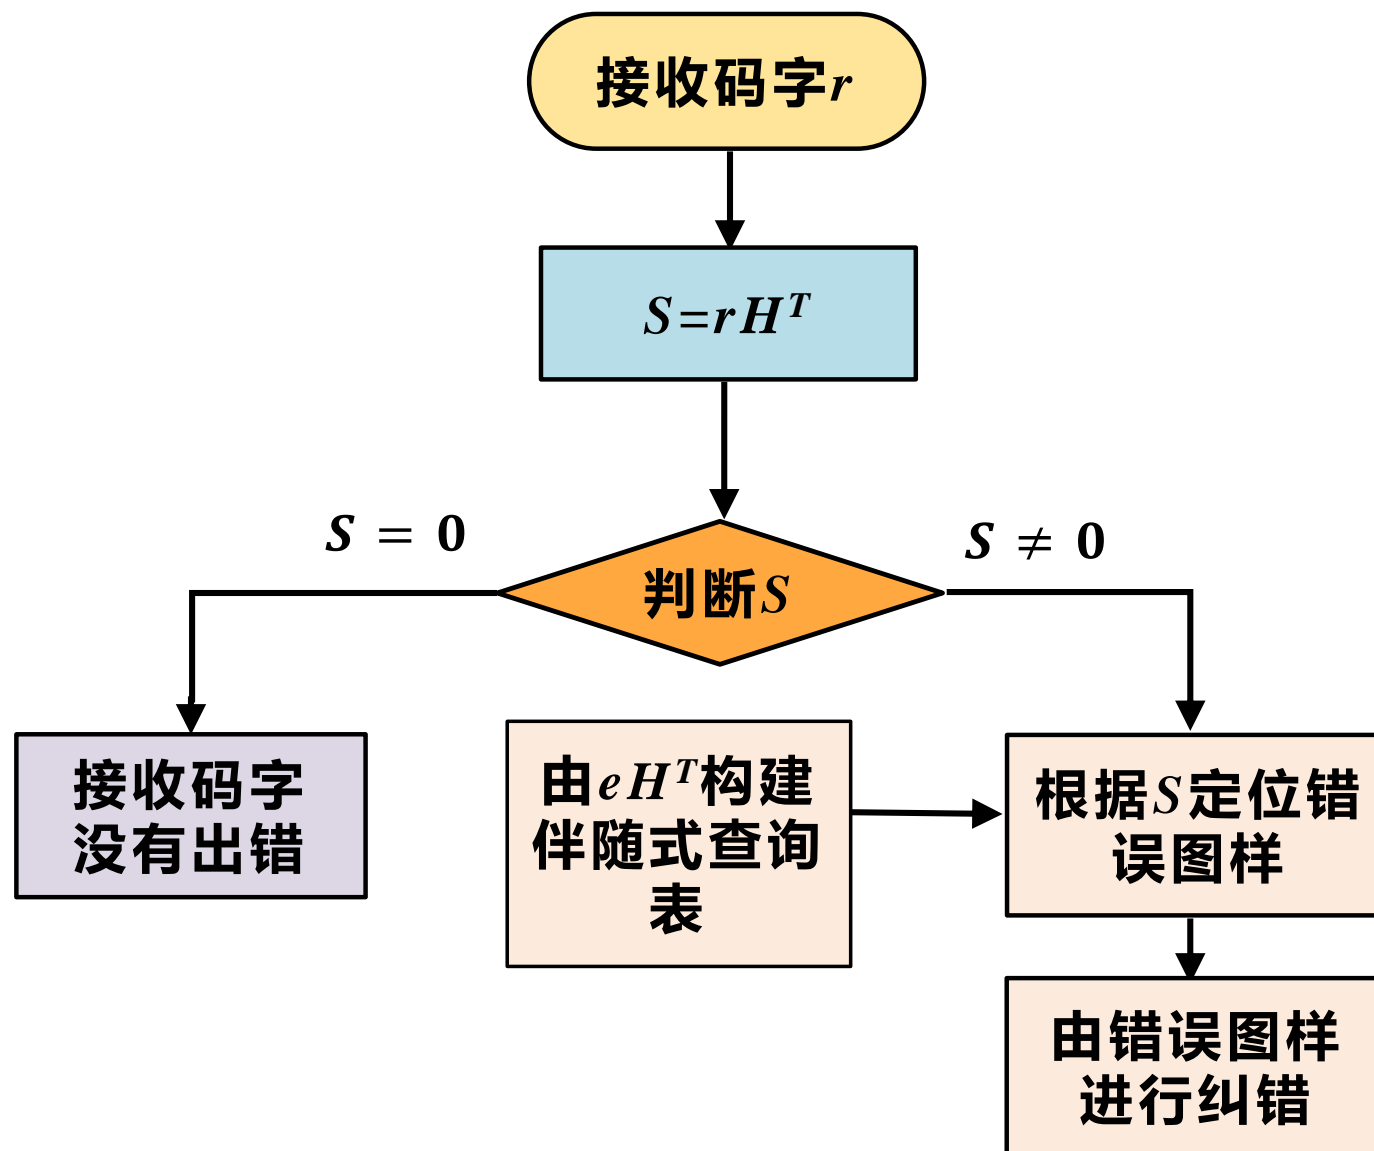 接收码字r
S=rH^T
S = 0
S ≠ 0
判断S
接收码字
没有出错
由eH^T构建
伴随式查询
表
根据S定位错
误图样
由错误图样
进行纠错